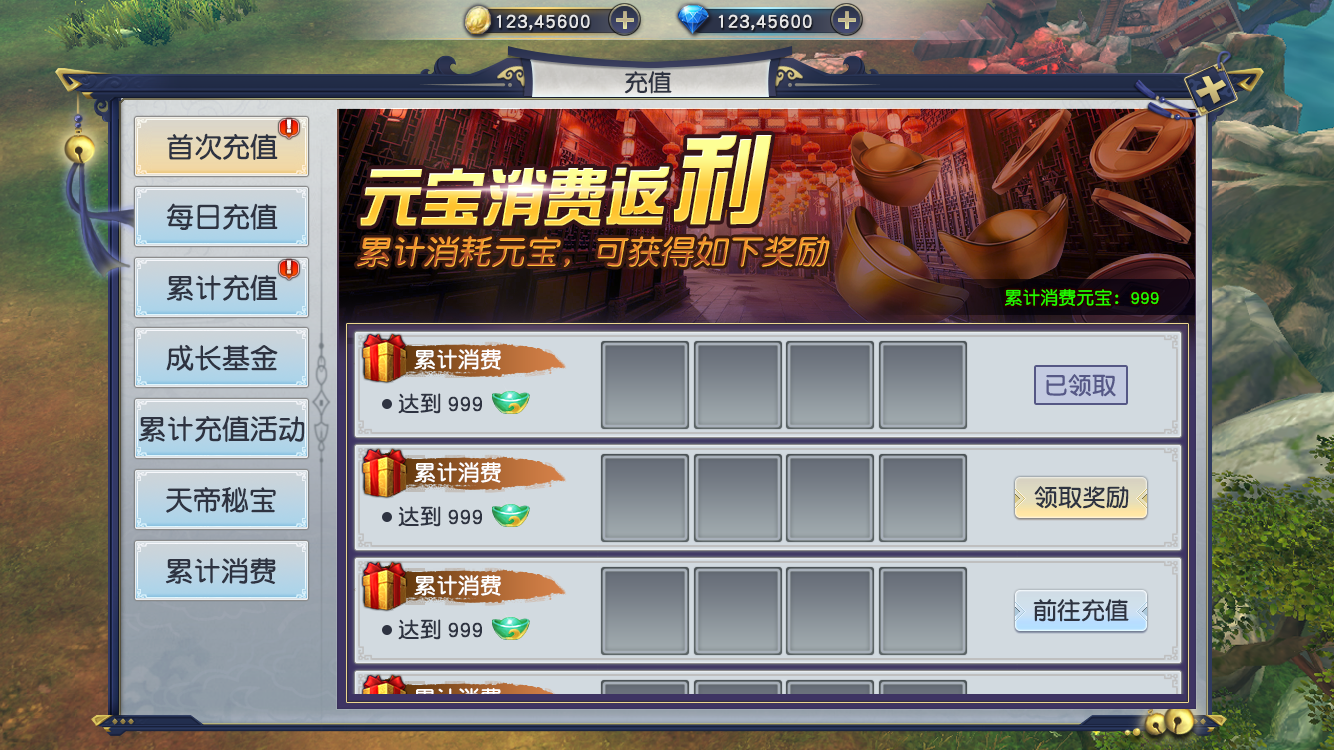 123,45600
123,45600
充值
首次充值
每日充值
累计充值
成长基金
累计充值活动
天帝秘宝
累计消费
元宝消费返利
累计消耗元宝，可获得如下奖励
累计消费元宝：999
累计消费
达到 999
已领取
累计消费
达到 999
领取奖励
累计消费
达到 999
前往充值
累计消费